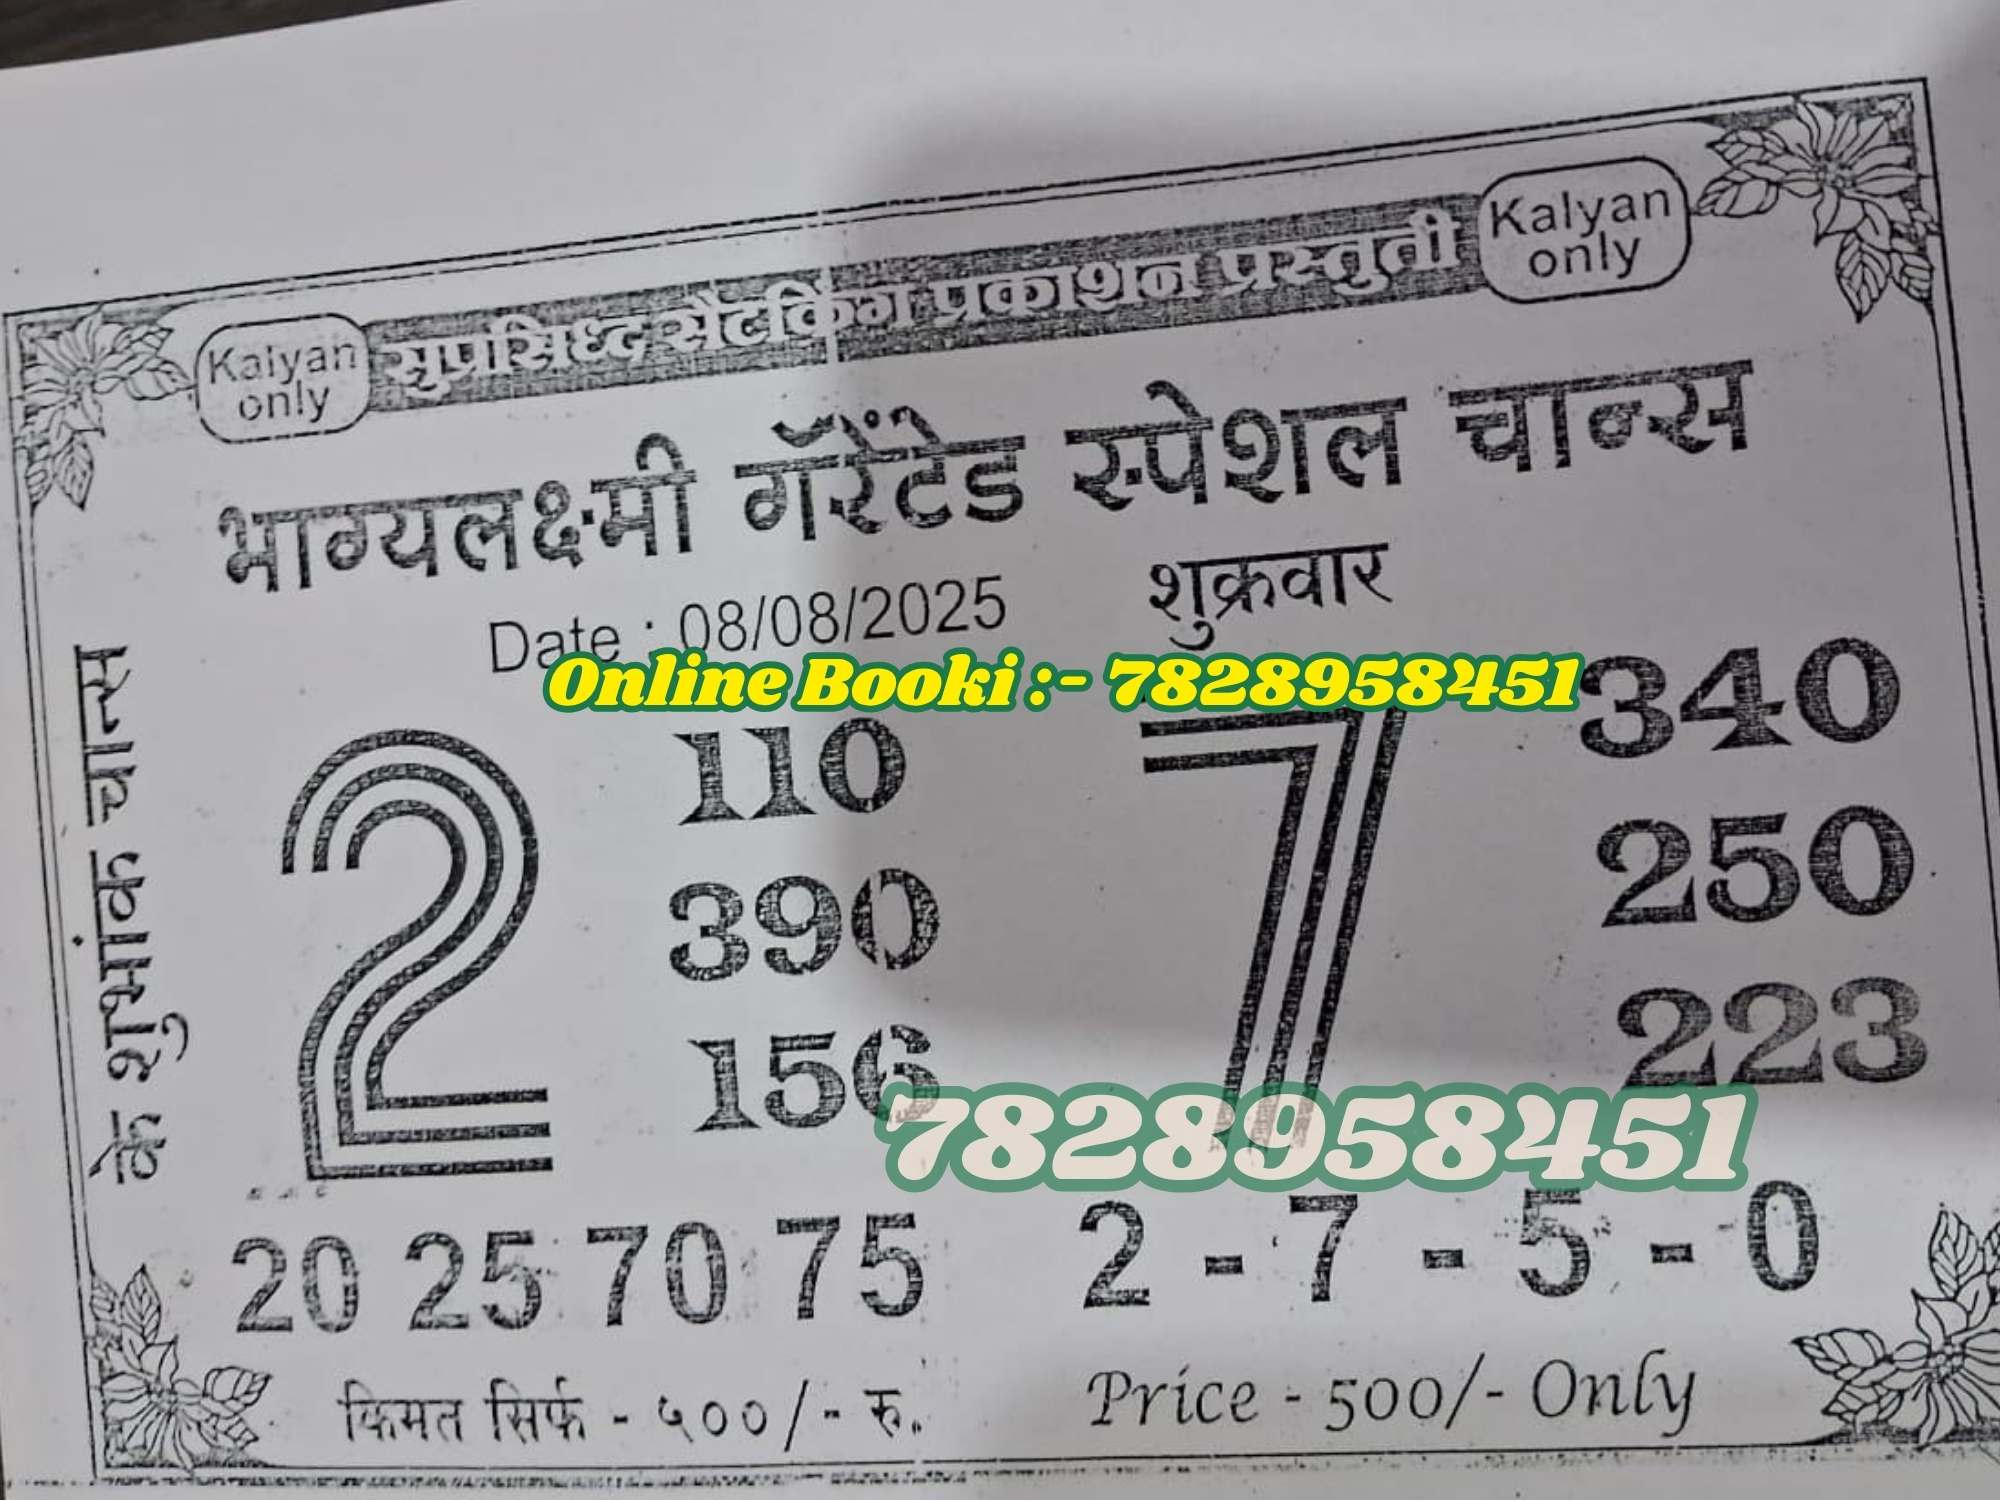 Kalyan only
सुप्रसिध्द सेटकिंग प्रकाशन प्रस्तुती
Kalyan only
भाग्यलक्ष्मी गॅरेंटेड स्पेशल चान्स
Date : 08/08/2025 शुक्रवार
Online Booki :- 7828958451
के शुभांक चान्स
2
110
390
156
7
340
250
223
7828958451
20 25 70 75
2 - 7 - 5 - 0
किमत सिर्फ - ५००/- रु.
Price - 500/- Only